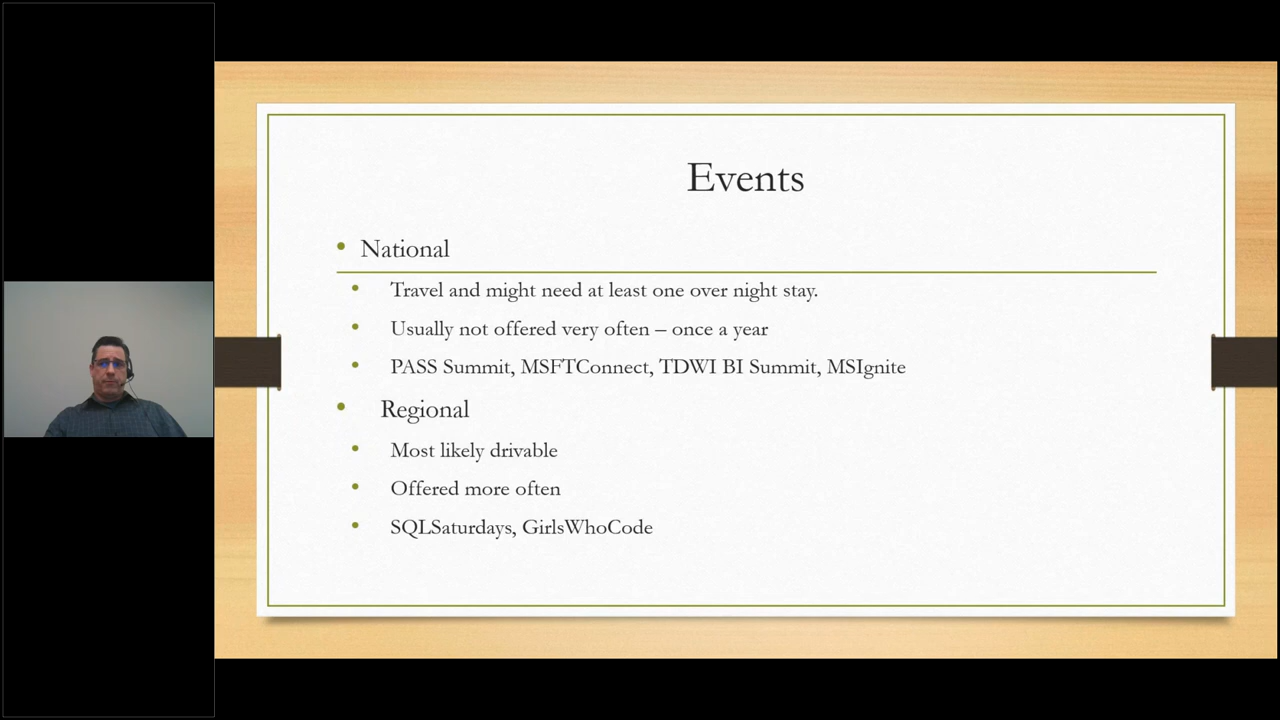 Events
National
Travel and might need at least one over night stay.
Usually not offered very often – once a year
PASS Summit, MSFTConnect, TDWI BI Summit, MSIgnite
Regional
Most likely drivable
Offered more often
SQLSaturdays, GirlsWhoCode